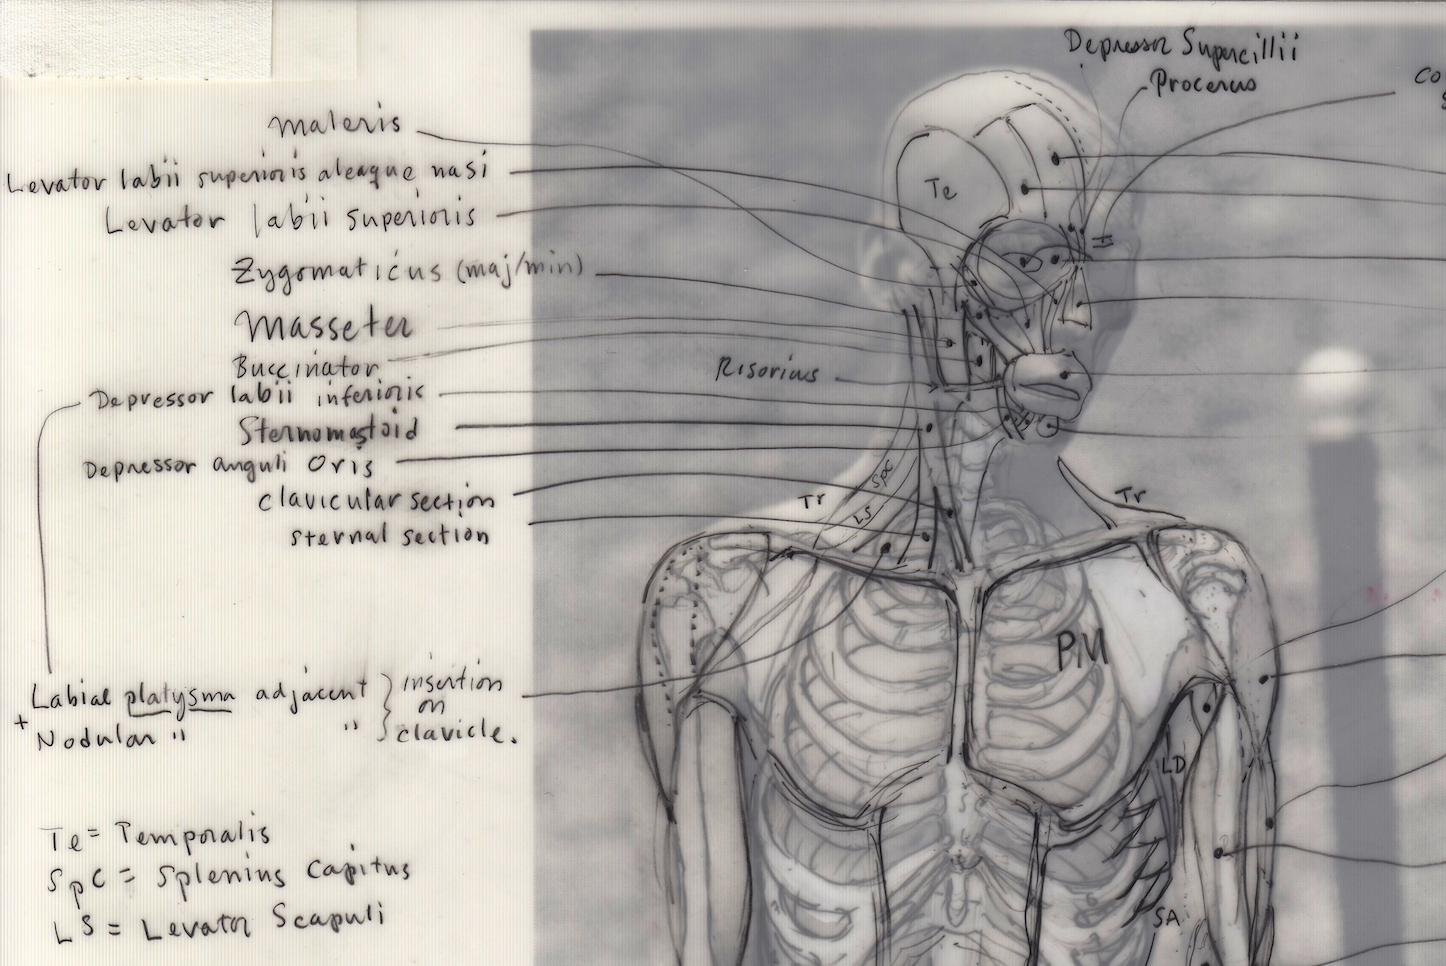 Depressor Supercillii
Procerus
Co
S
Maleris
Levator labii superioris aleaque nasi
Levator labii superioris
Zygomaticus (maj/min)
Masseter
Buccinator
Risorius
Depressor labii inferioris
Sternomastoid
Depressor anguli oris
clavicular section
sternal section
Te
SpC
LS
Tr
Tr
PM
LD
SA
Labial platysma adjacent } insertion
on
+ Nodular " " } clavicle.
Te = Temporalis
SpC = Splenius Capitus
LS = Levator Scapuli